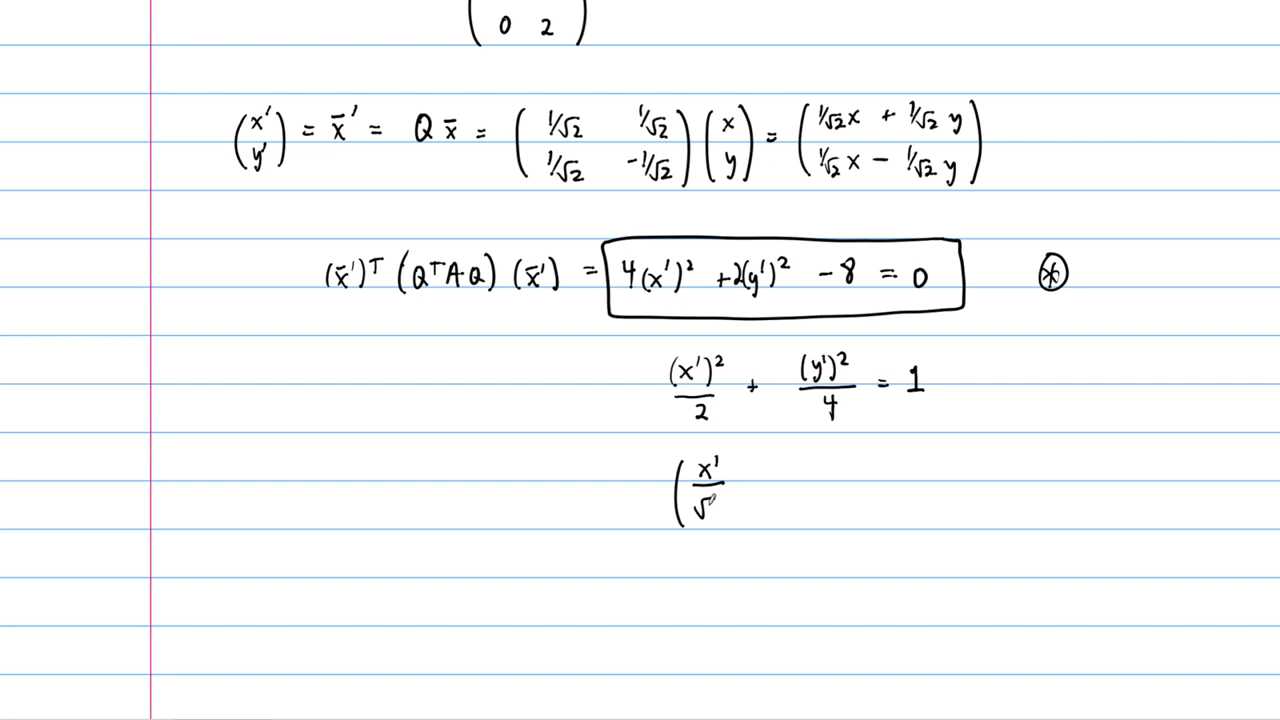 ( 0 2 )
(x' y') = x̄' = Q x̄ = (1/√2 1/√2 1/√2 -1/√2) (x y) = (1/√2 x + 1/√2 y 1/√2 x - 1/√2 y)
(x̄')ᵀ (QᵀAQ) (x̄') = 4(x')² + 2(y')² - 8 = 0 ⊛
(x')²/2 + (y')²/4 = 1
(x'/√